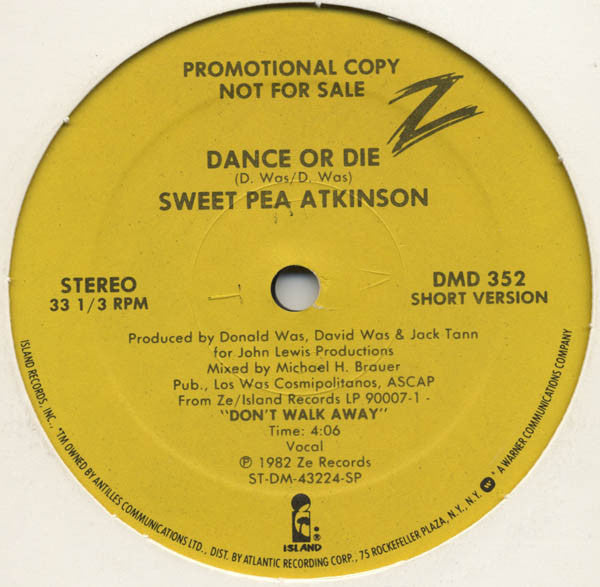 PROMOTIONAL COPY
NOT FOR SALE
Z
DANCE OR DIE
(D. Was/D. Was)
SWEET PEA ATKINSON
STEREO
33 1/3 RPM
DMD 352
SHORT VERSION
Produced by Donald Was, David Was & Jack Tann
for John Lewis Productions
Mixed by Michael H. Brauer
Pub., Los Was Cosmipolitanos, ASCAP
From Ze/Island Records LP 90007-1 -
"DON'T WALK AWAY"
Time: 4:06
Vocal
℗ 1982 Ze Records
ST-DM-43224-SP
ISLAND®
ISLAND RECORDS, INC., *TM OWNED BY ANTILLES COMMUNICATIONS LTD., DIST. BY ATLANTIC RECORDING CORP., 75 ROCKEFELLER PLAZA, N.Y., N.Y. * A WARNER COMMUNICATIONS COMPANY